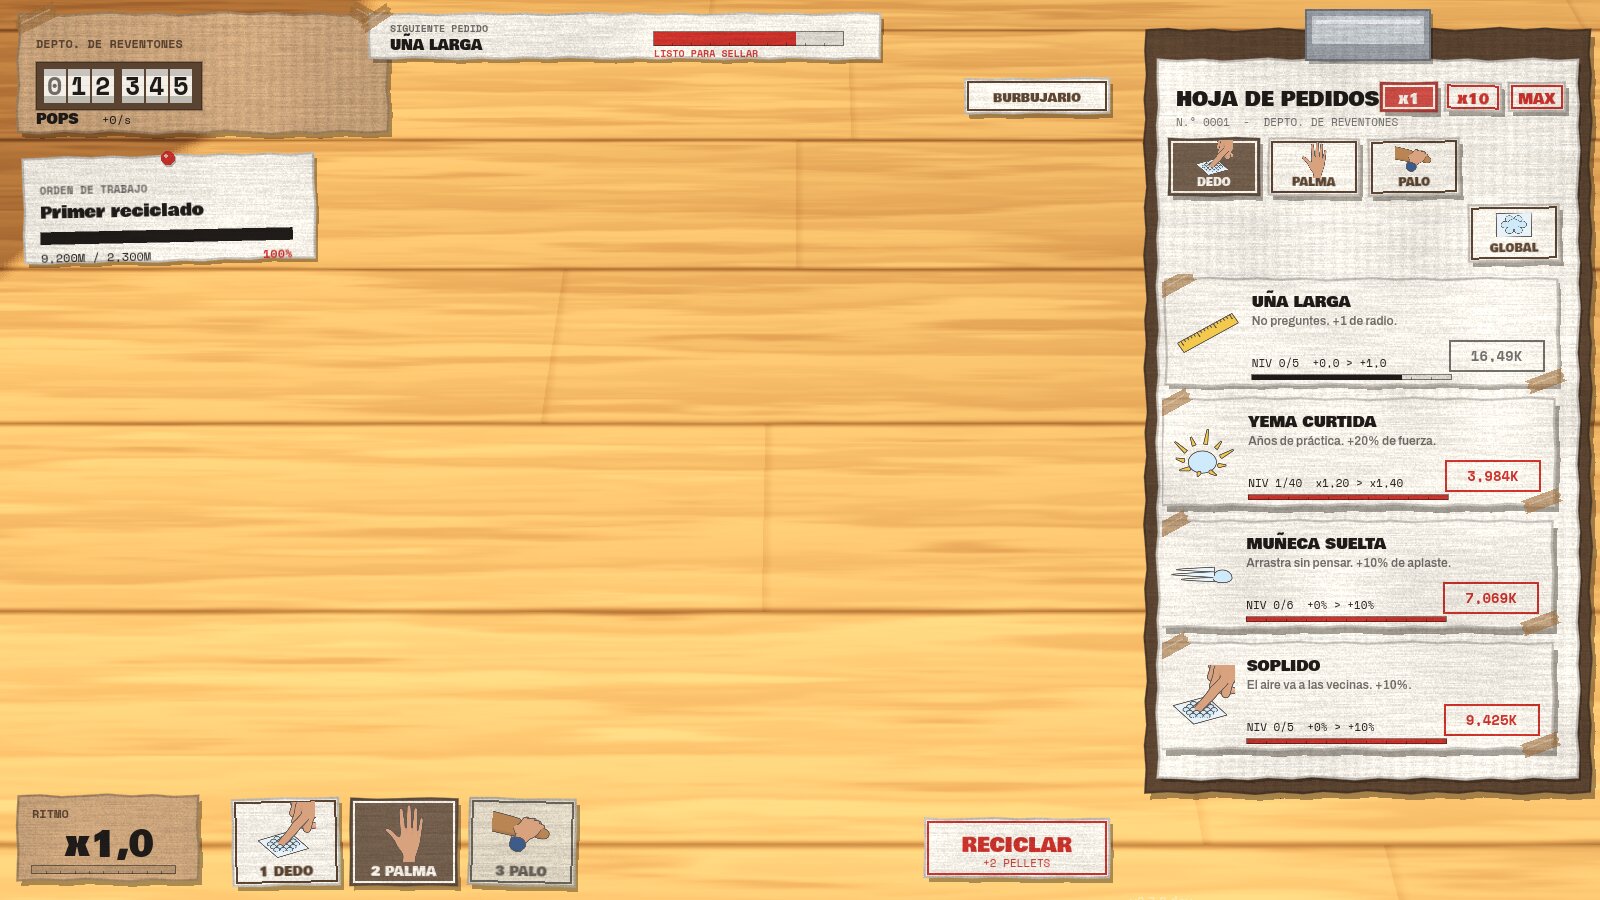 DEPTO. DE REVENTONES
012345
POPS +0/s
SIGUIENTE PEDIDO
UÑA LARGA
LISTO PARA SELLAR
BURBUJARIO
ORDEN DE TRABAJO
Primer reciclado
9,200M / 2,300M 100%
HOJA DE PEDIDOS x1 x10 MAX
N.° 0001 - DEPTO. DE REVENTONES
DEDO PALMA PALO
GLOBAL
UÑA LARGA
No preguntes. +1 de radio.
NIV 0/5 +0,0 > +1,0 16,49K
YEMA CURTIDA
Años de práctica. +20% de fuerza.
NIV 1/40 x1,20 > x1,40 3,984K
MUÑECA SUELTA
Arrastra sin pensar. +10% de aplaste.
NIV 0/6 +0% > +10% 7,069K
SOPLIDO
El aire va a las vecinas. +10%.
NIV 0/5 +0% > +10% 9,425K
RITMO
x1,0
1 DEDO 2 PALMA 3 PALO
RECICLAR
+2 PELLETS